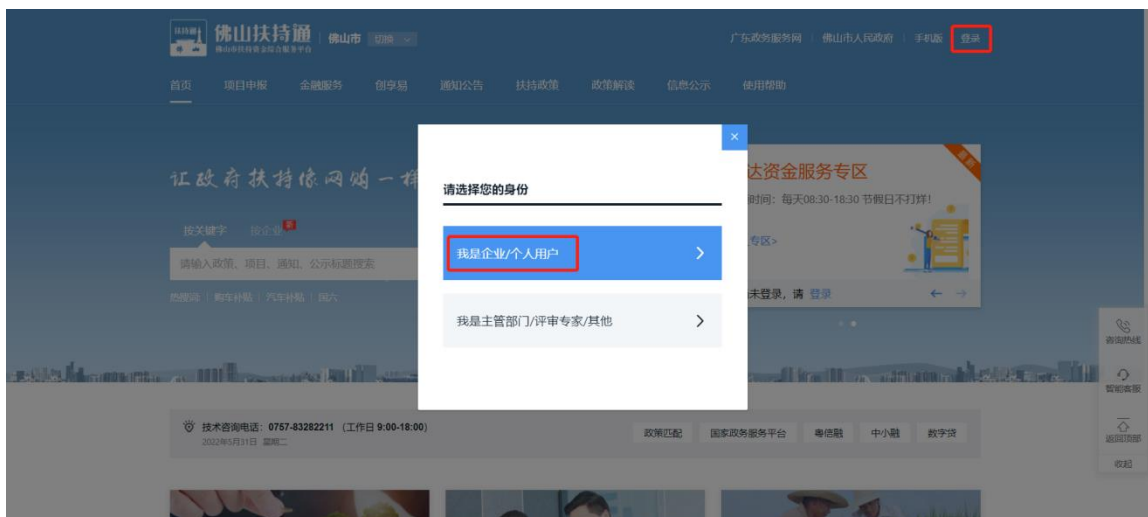 扶持通
佛山扶持通
佛山市扶持资金综合服务平台
佛山市 切换
广东政务服务网 佛山市人民政府 手机版 登录
首页 项目申报 金融服务 创享易 通知公告 扶持政策 政策解读 信息公示 使用帮助
让政府扶持像网购一样
请选择您的身份
我是企业/个人用户
我是主管部门/评审专家/其他
达资金服务专区
时间：每天08:30-18:30 节假日不打烊！
专区>
未登录，请 登录
按关键字 按企业
请输入政策、项目、通知、公示标题搜索
购车补贴 | 汽车补贴 | 国六
咨询热线
智能客服
返回顶部
收起
技术咨询电话：0757-83282211 （工作日 9:00-18:00）
2022年5月31日 星期二
政策匹配 国家政务服务平台 粤信融 中小融 数字贷